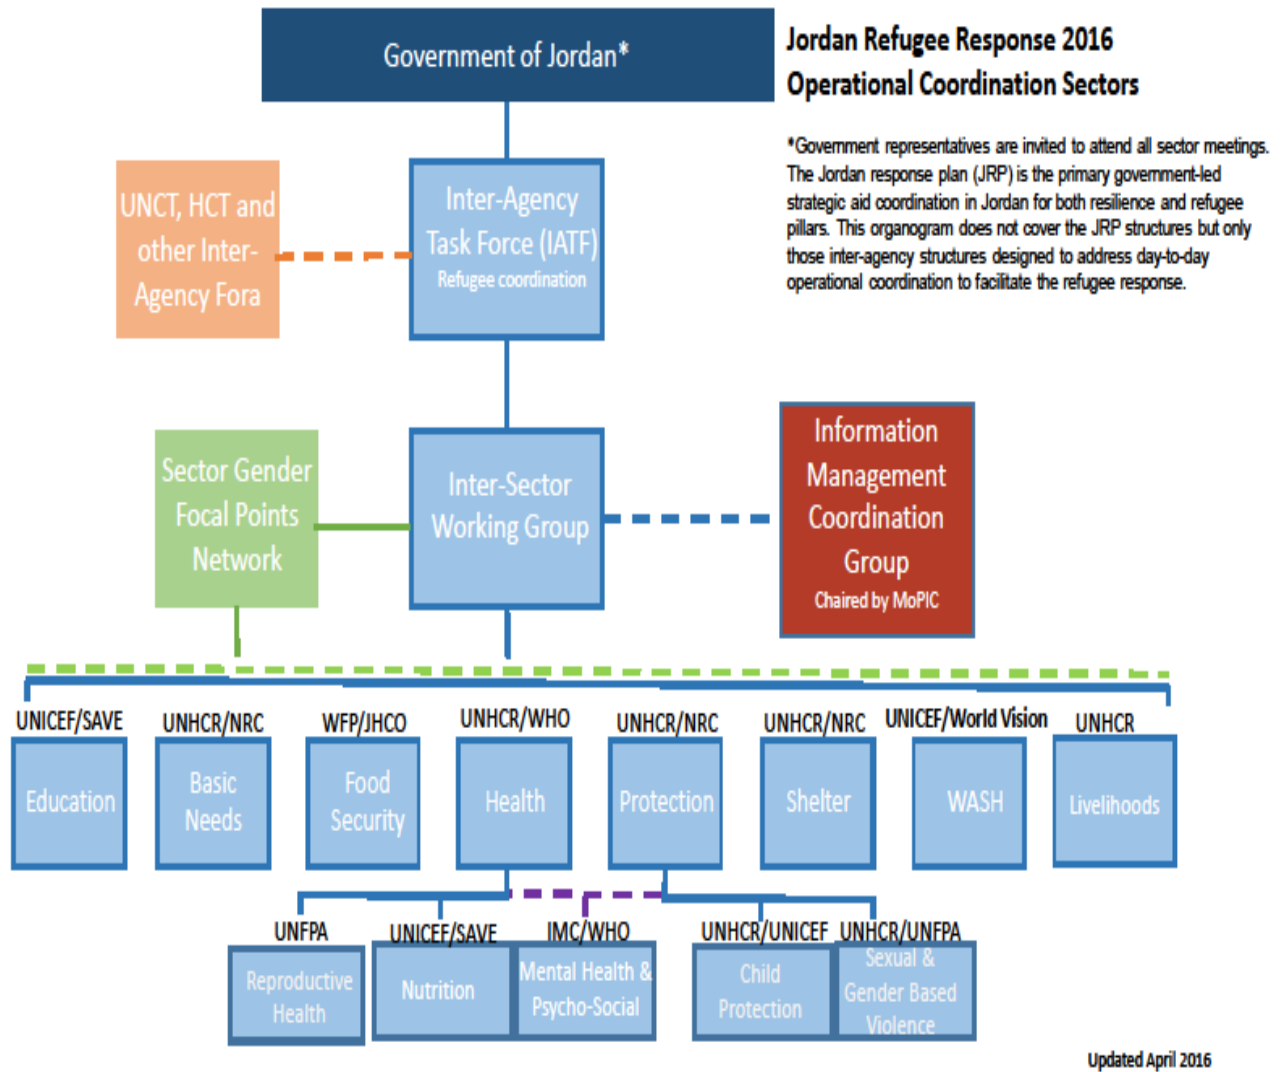 Government of Jordan*
Jordan Refugee Response 2016
Operational Coordination Sectors
*Government representatives are invited to attend all sector meetings.
The Jordan response plan (JRP) is the primary government-led
strategic aid coordination in Jordan for both resilience and refugee
pillars. This organogram does not cover the JRP structures but only
those inter-agency structures designed to address day-to-day
operational coordination to facilitate the refugee response.
UNCT, HCT and
other Inter-
Agency Fora
Inter-Agency
Task Force (IATF)
Refugee coordination
Sector Gender
Focal Points
Network
Inter-Sector
Working Group
Information
Management
Coordination
Group
Chaired by MoPIC
UNICEF/SAVE
Education
UNHCR/NRC
Basic
Needs
WFP/JHCO
Food
Security
UNHCR/WHO
Health
UNHCR/NRC
Protection
UNHCR/NRC
Shelter
UNICEF/World Vision
WASH
UNHCR
Livelihoods
UNFPA
Reproductive
Health
UNICEF/SAVE
Nutrition
IMC/WHO
Mental Health &
Psycho-Social
UNHCR/UNICEF
Child
Protection
UNHCR/UNFPA
Sexual &
Gender Based
Violence
Updated April 2016